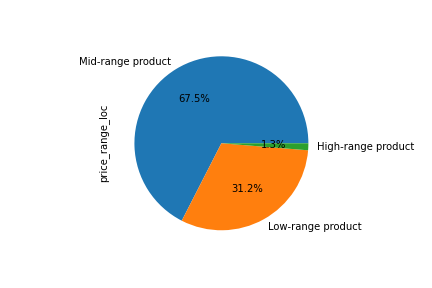 Mid-range product
67.5%
price_range_loc
1.3%
High-range product
31.2%
Low-range product